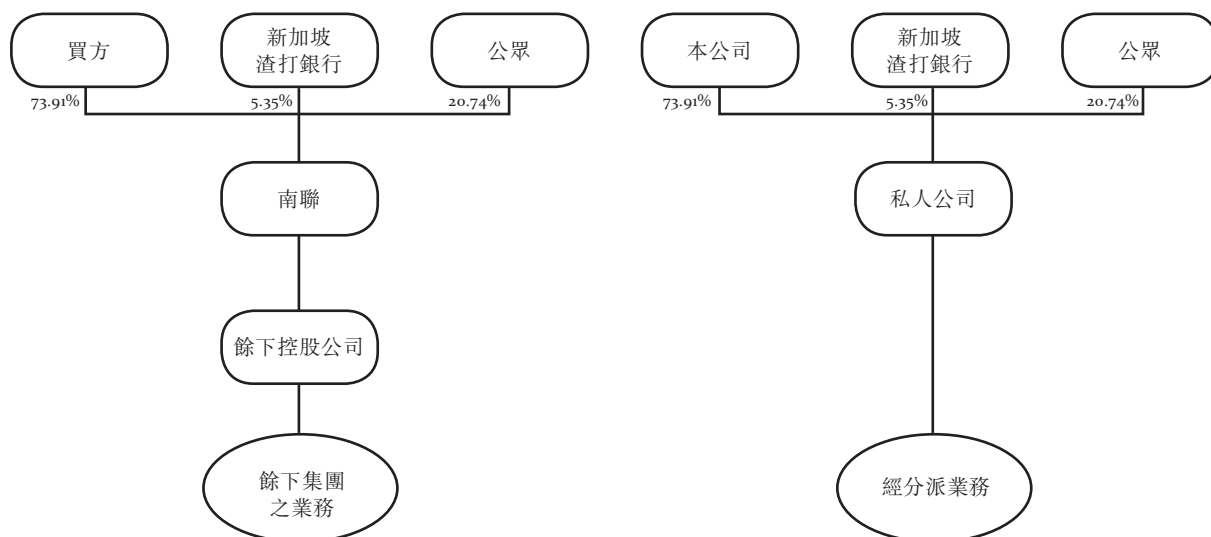 買方
新加坡
渣打銀行
公眾
73.91%
5.35%
20.74%
南聯
餘下控股公司
餘下集團
之業務
本公司
新加坡
渣打銀行
公眾
73.91%
5.35%
20.74%
私人公司
經分派業務